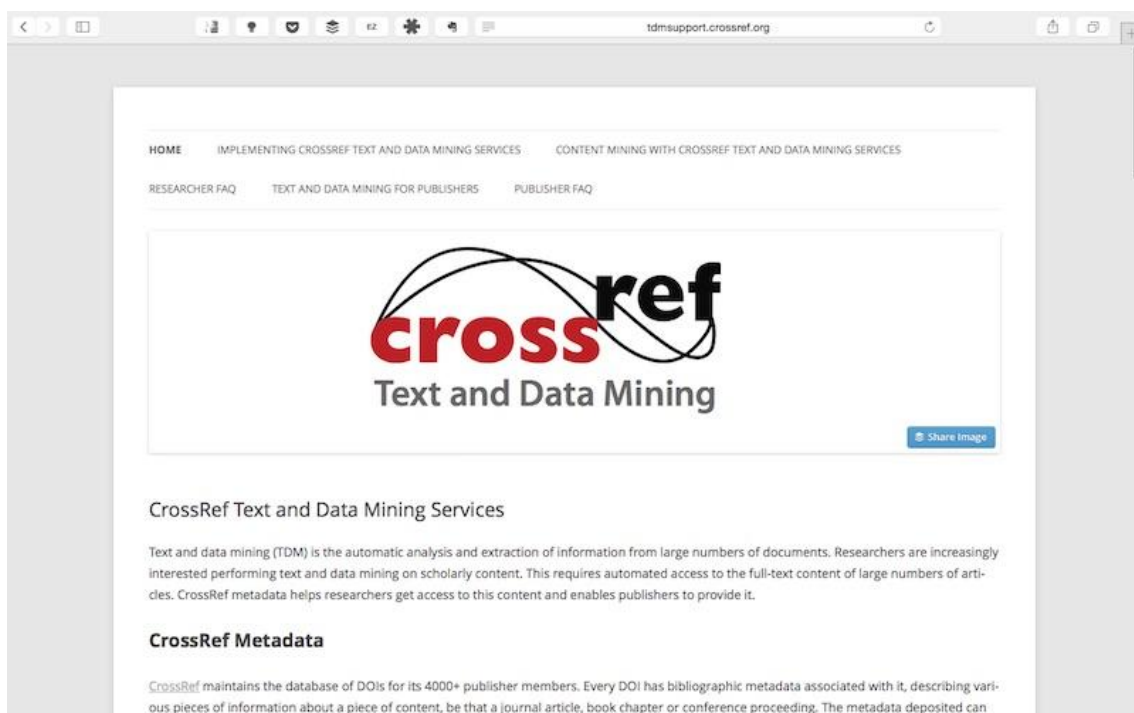 EZ
tdmsupport.crossref.org
HOME IMPLEMENTING CROSSREF TEXT AND DATA MINING SERVICES CONTENT MINING WITH CROSSREF TEXT AND DATA MINING SERVICES
RESEARCHER FAQ TEXT AND DATA MINING FOR PUBLISHERS PUBLISHER FAQ
crossref
Text and Data Mining
Share Image
CrossRef Text and Data Mining Services
Text and data mining (TDM) is the automatic analysis and extraction of information from large numbers of documents. Researchers are increasingly
interested performing text and data mining on scholarly content. This requires automated access to the full-text content of large numbers of arti-
cles. CrossRef metadata helps researchers get access to this content and enables publishers to provide it.
CrossRef Metadata
CrossRef maintains the database of DOIs for its 4000+ publisher members. Every DOI has bibliographic metadata associated with it, describing vari-
ous pieces of information about a piece of content, be that a journal article, book chapter or conference proceeding. The metadata deposited can